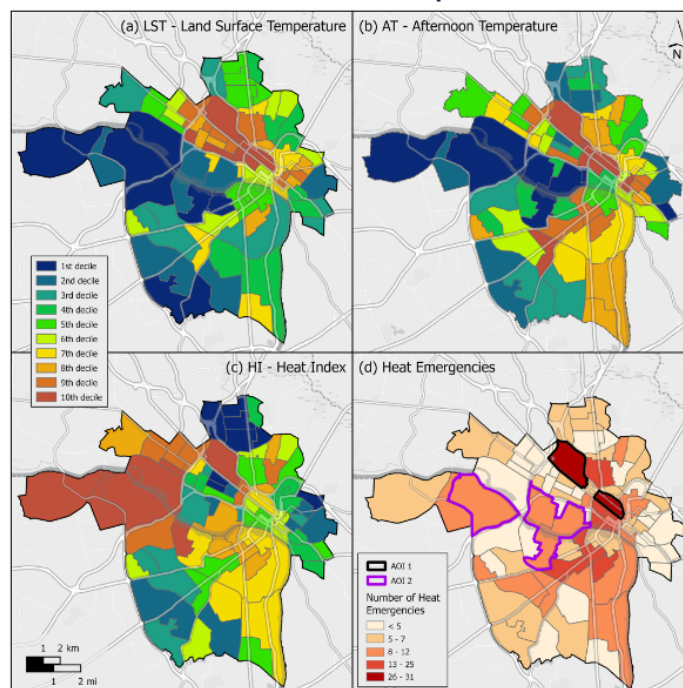 (a) LST - Land Surface Temperature
(b) AT - Afternoon Temperature
N
1st decile
2nd decile
3rd decile
4th decile
5th decile
6th decile
7th decile
8th decile
9th decile
10th decile
(c) HI - Heat Index
(d) Heat Emergencies
1 2 km
1 2 mi
AOI 1
AOI 2
Number of Heat
Emergencies
< 5
5 - 7
8 - 12
13 - 25
26 - 31